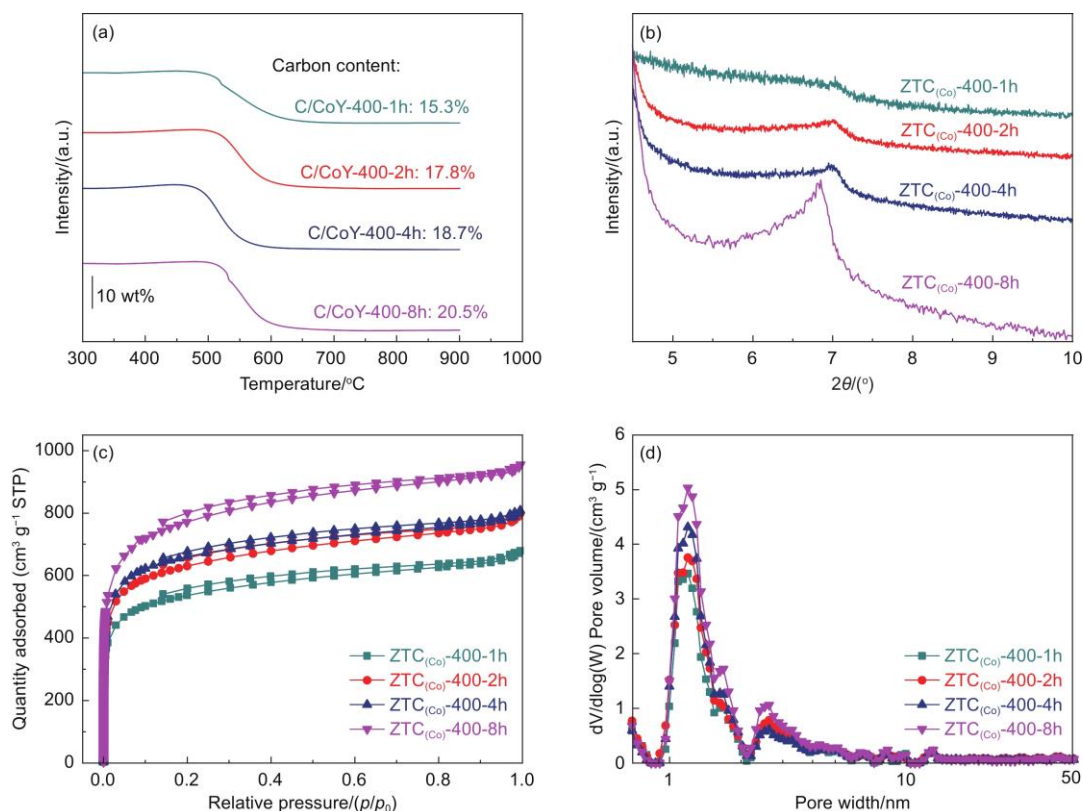 (a)
Carbon content:
C/CoY-400-1h: 15.3%
C/CoY-400-2h: 17.8%
C/CoY-400-4h: 18.7%
C/CoY-400-8h: 20.5%
10 wt%
Intensity/(a.u.)
300 400 500 600 700 800 900 1000
Temperature/°C
(b)
ZTC(Co)-400-1h
ZTC(Co)-400-2h
ZTC(Co)-400-4h
ZTC(Co)-400-8h
Intensity/(a.u.)
5 6 7 8 9 10
2θ/(°)
(c)
1000
800
600
400
200
0
Quantity adsorbed (cm³ g⁻¹ STP)
ZTC(Co)-400-1h
ZTC(Co)-400-2h
ZTC(Co)-400-4h
ZTC(Co)-400-8h
0.0 0.2 0.4 0.6 0.8 1.0
Relative pressure/(p/p₀)
(d)
6
5
4
3
2
1
0
dV/dlog(W) Pore volume/(cm³ g⁻¹)
ZTC(Co)-400-1h
ZTC(Co)-400-2h
ZTC(Co)-400-4h
ZTC(Co)-400-8h
1 10 50
Pore width/nm